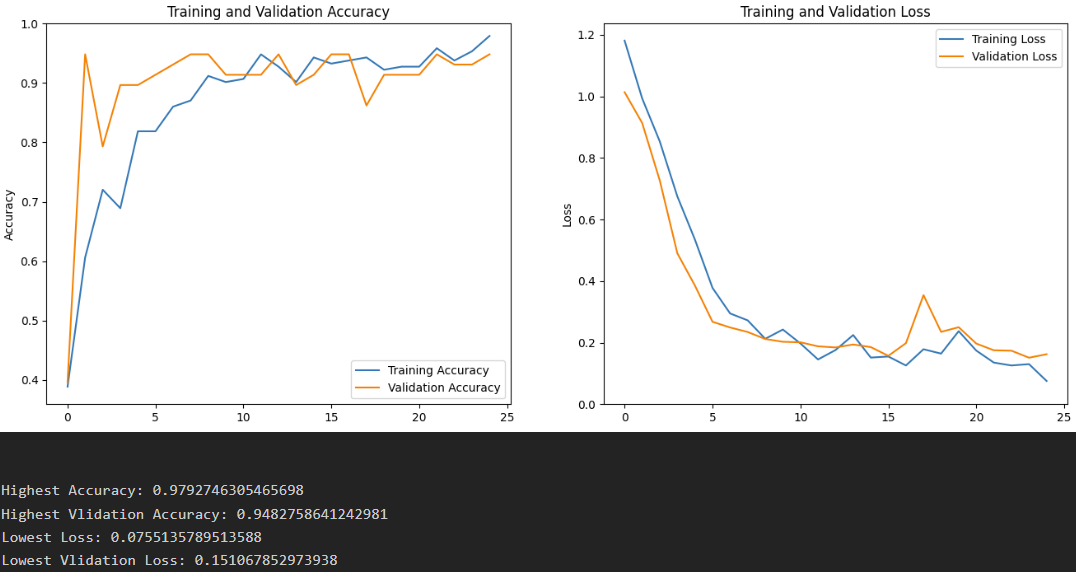 Training and Validation Accuracy
Accuracy
1.0
0.9
0.8
0.7
0.6
0.5
0.4
0 5 10 15 20 25
Training Accuracy
Validation Accuracy
Training and Validation Loss
Loss
1.2
1.0
0.8
0.6
0.4
0.2
0.0
0 5 10 15 20 25
Training Loss
Validation Loss
Highest Accuracy: 0.9792746305465698
Highest Vlidation Accuracy: 0.9482758641242981
Lowest Loss: 0.0755135789513588
Lowest Vlidation Loss: 0.151067852973938